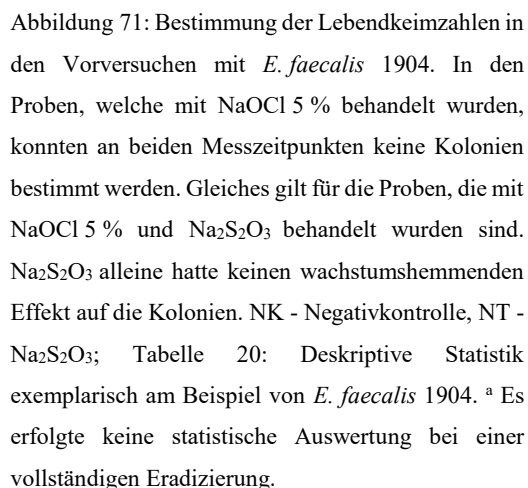 Abbildung 71: Bestimmung der Lebendkeimzahlen in
den Vorversuchen mit E. faecalis 1904. In den
Proben, welche mit NaOCl 5 % behandelt wurden,
konnten an beiden Messzeitpunkten keine Kolonien
bestimmt werden. Gleiches gilt für die Proben, die mit
NaOCl 5 % und Na₂S₂O₃ behandelt wurden sind.
Na₂S₂O₃ alleine hatte keinen wachstumshemmenden
Effekt auf die Kolonien. NK - Negativkontrolle, NT -
Na₂S₂O₃; Tabelle 20: Deskriptive Statistik
exemplarisch am Beispiel von E. faecalis 1904. ᵃ Es
erfolgte keine statistische Auswertung bei einer
vollständigen Eradizierung.